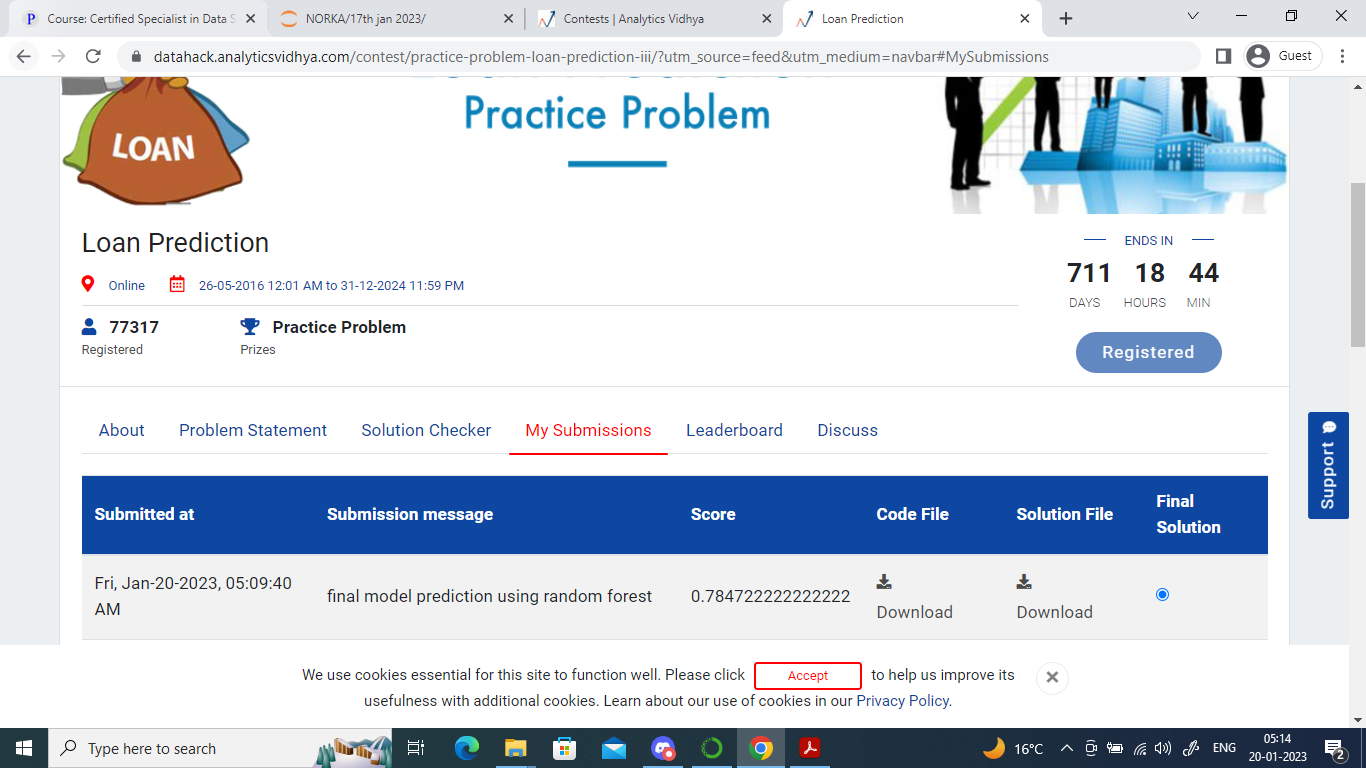 Course: Certified Specialist in Data S
NORKA/17th jan 2023/
Contests | Analytics Vidhya
Loan Prediction
datahack.analyticsvidhya.com/contest/practice-problem-loan-prediction-iii/?utm_source=feed&utm_medium=navbar#MySubmissions
Guest
LOAN
Practice Problem
Loan Prediction
Online 26-05-2016 12:01 AM to 31-12-2024 11:59 PM
77317 Practice Problem
Registered Prizes
ENDS IN
711 18 44
DAYS HOURS MIN
Registered
About Problem Statement Solution Checker My Submissions Leaderboard Discuss
Support
Submitted at Submission message Score Code File Solution File Final
Solution
Fri, Jan-20-2023, 05:09:40
AM
final model prediction using random forest 0.784722222222222
Download Download
We use cookies essential for this site to function well. Please click Accept to help us improve its
usefulness with additional cookies. Learn about our use of cookies in our Privacy Policy.
Type here to search
16°C ENG 05:14
20-01-2023
2